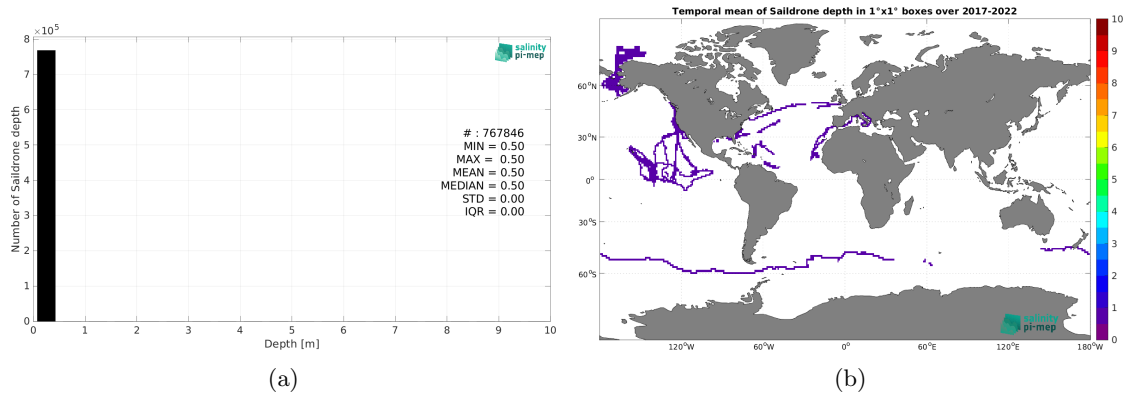 ×10⁵
8
7
6
5
4
3
2
1
0
Number of Saildrone depth
salinity
pi-mep
# : 767846
MIN = 0.50
MAX = 0.50
MEAN = 0.50
MEDIAN = 0.50
STD = 0.00
IQR = 0.00
0 1 2 3 4 5 6 7 8 9 10
Depth [m]
(a)
Temporal mean of Saildrone depth in 1°x1° boxes over 2017-2022
60°N
30°N
0°
30°S
60°S
120°W 60°W 0° 60°E 120°E 180°W
salinity
pi-mep
10
9
8
7
6
5
4
3
2
1
0
(b)